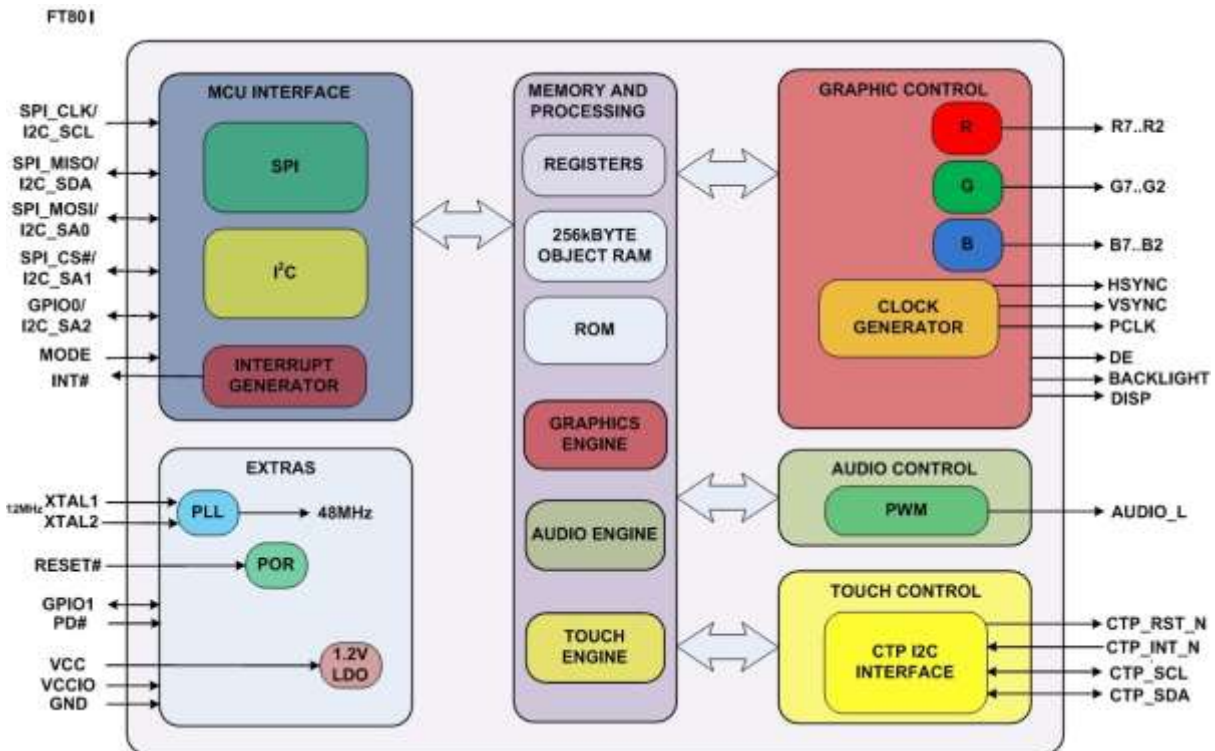 FT801
MCU INTERFACE
SPI
I²C
INTERRUPT
GENERATOR
SPI_CLK/
I2C_SCL
SPI_MISO/
I2C_SDA
SPI_MOSI/
I2C_SA0
SPI_CS#/
I2C_SA1
GPIO0/
I2C_SA2
MODE
INT#
EXTRAS
12MHz
XTAL1
XTAL2
PLL
48MHz
RESET#
POR
GPIO1
PD#
VCC
VCCIO
GND
1.2V
LDO
MEMORY AND
PROCESSING
REGISTERS
256kBYTE
OBJECT RAM
ROM
GRAPHICS
ENGINE
AUDIO ENGINE
TOUCH
ENGINE
GRAPHIC CONTROL
R
G
B
CLOCK
GENERATOR
R7..R2
G7..G2
B7..B2
HSYNC
VSYNC
PCLK
DE
BACKLIGHT
DISP
AUDIO CONTROL
PWM
AUDIO_L
TOUCH CONTROL
CTP I2C
INTERFACE
CTP_RST_N
CTP_INT_N
CTP_SCL
CTP_SDA